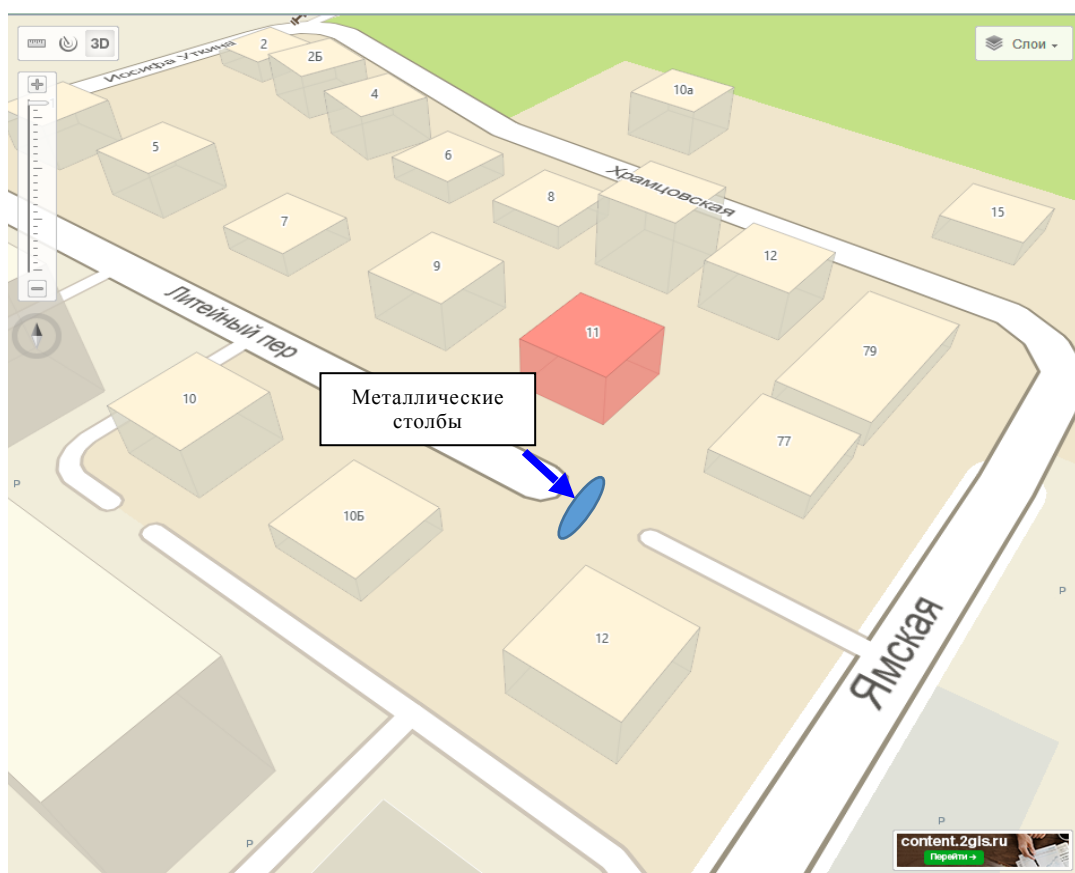 3D
Слои
Иосифа Уткина
2
2Б
4
10а
5
6
8
Храмцовская
15
7
9
12
Литейный пер
11
79
10
Металлические
столбы
77
P
10Б
12
Ямская
P
P
P
content.2gis.ru
Перейти →